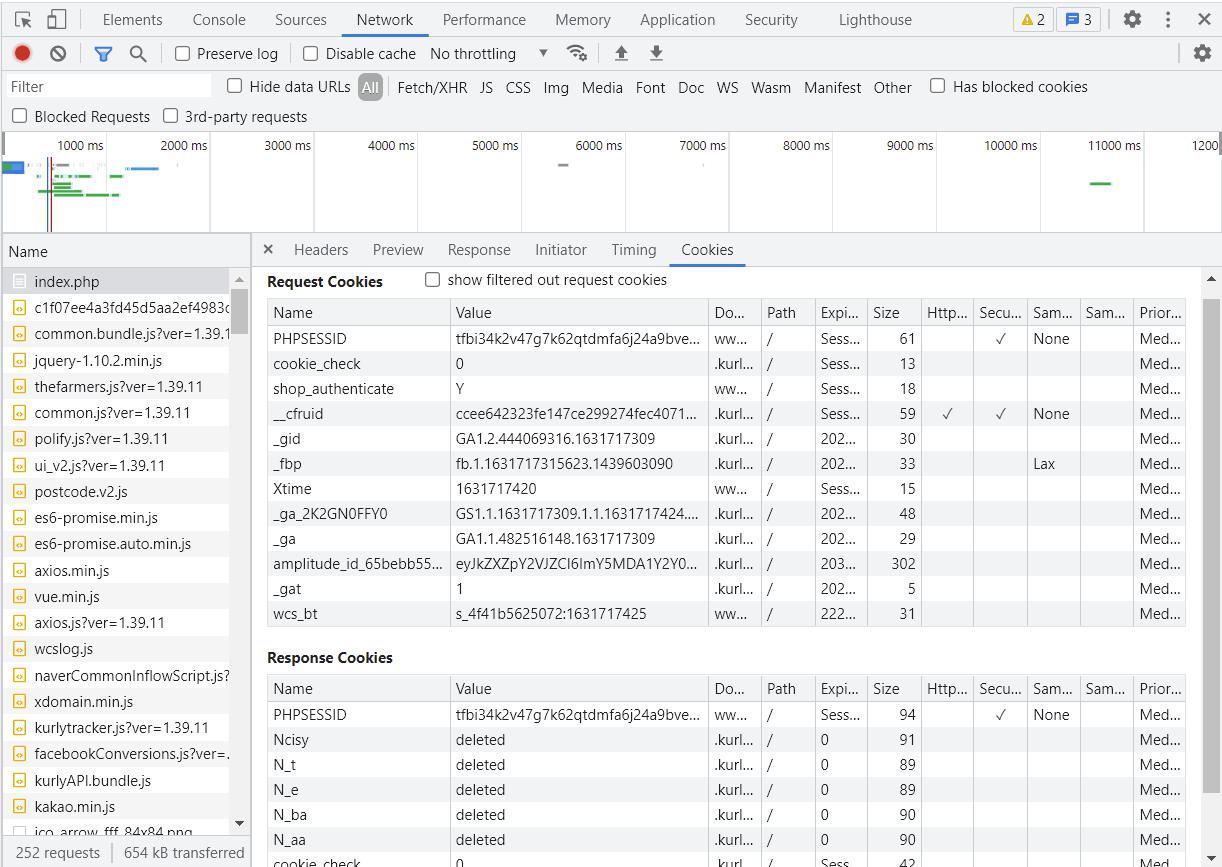 Elements Console Sources Network Performance Memory Application Security Lighthouse 2 3
Preserve log Disable cache No throttling
Filter Hide data URLs All Fetch/XHR JS CSS Img Media Font Doc WS Wasm Manifest Other Has blocked cookies
Blocked Requests 3rd-party requests
1000 ms 2000 ms 3000 ms 4000 ms 5000 ms 6000 ms 7000 ms 8000 ms 9000 ms 10000 ms 11000 ms 1200
Name
index.php
c1f07ee4a3fd45d5aa2ef4983c
common.bundle.js?ver=1.39.1
jquery-1.10.2.min.js
thefarmers.js?ver=1.39.11
common.js?ver=1.39.11
polify.js?ver=1.39.11
ui_v2.js?ver=1.39.11
postcode.v2.js
es6-promise.min.js
es6-promise.auto.min.js
axios.min.js
vue.min.js
axios.js?ver=1.39.11
wcslog.js
naverCommonInflowScript.js?
xdomain.min.js
kurlytracker.js?ver=1.39.11
facebookConversions.js?ver=.
kurlyAPI.bundle.js
kakao.min.js
ico_arrow_fff_84x84.png
252 requests 654 kB transferred
Headers Preview Response Initiator Timing Cookies
Request Cookies show filtered out request cookies
Name Value Do... Path Expi... Size Http... Secu... Sam... Sam... Prior...
PHPSESSID tfbi34k2v47g7k62qtdmfa6j24a9bve... ww... / Sess... 61 ✓ None Med...
cookie_check 0 .kurl... / Sess... 13 Med...
shop_authenticate Y ww... / Sess... 18 Med...
__cfruid ccee642323fe147ce299274fec4071... .kurl... / Sess... 59 ✓ ✓ None Med...
_gid GA1.2.444069316.1631717309 .kurl... / 202... 30 Med...
_fbp fb.1.1631717315623.1439603090 .kurl... / 202... 33 Lax Med...
Xtime 1631717420 ww... / Sess... 15 Med...
_ga_2K2GN0FFY0 GS1.1.1631717309.1.1.1631717424.... .kurl... / 202... 48 Med...
_ga GA1.1.482516148.1631717309 .kurl... / 202... 29 Med...
amplitude_id_65bebb55... eyJkZXZpY2VJZCI6ImY5MDA1Y2Y0... .kurl... / 203... 302 Med...
_gat 1 .kurl... / 202... 5 Med...
wcs_bt s_4f41b5625072:1631717425 ww... / 222... 31 Med...
Response Cookies
Name Value Do... Path Expi... Size Http... Secu... Sam... Sam... Prior...
PHPSESSID tfbi34k2v47g7k62qtdmfa6j24a9bve... ww... / Sess... 94 ✓ None Med...
Ncisy deleted .kurl... / 0 91 Med...
N_t deleted .kurl... / 0 89 Med...
N_e deleted .kurl... / 0 89 Med...
N_ba deleted .kurl... / 0 90 Med...
N_aa deleted .kurl... / 0 90 Med...
cookie_check 0 .kurl... / Sess... 42 Med...